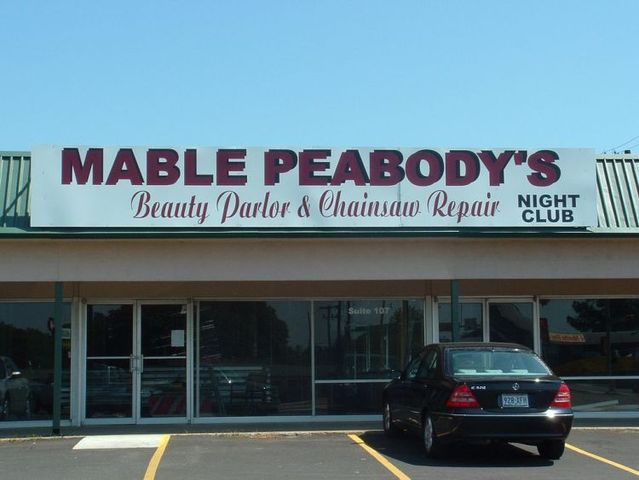 MABLE PEABODY'S
Beauty Parlor & Chainsaw Repair
NIGHT
CLUB
Suite 107